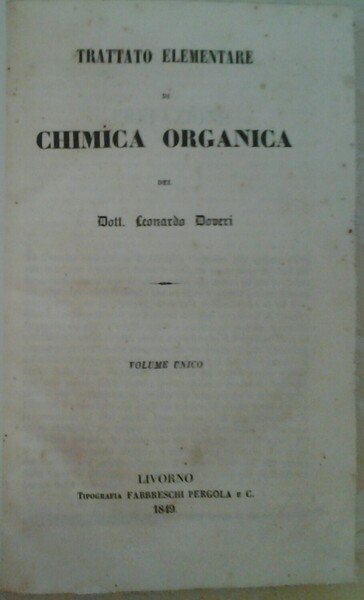 TRATTATO ELEMENTARE
DI
CHIMICA ORGANICA
DEL
Dott. Leonardo Doveri
VOLUME UNICO
LIVORNO
TIPOGRAFIA FABBRESCHI PERGOLA E C.
1849